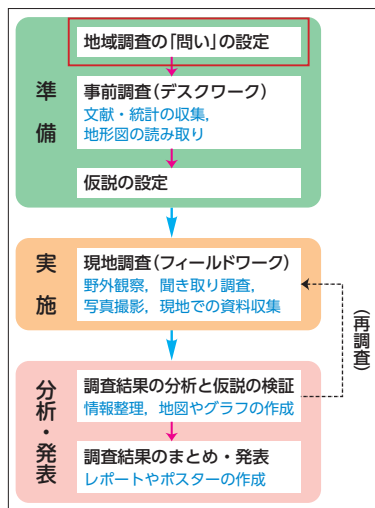 地域調査の「問い」の設定
準備
事前調査(デスクワーク)
文献・統計の収集,
地形図の読み取り
仮説の設定
実施
現地調査(フィールドワーク)
野外観察,聞き取り調査,
写真撮影,現地での資料収集
(再調査)
分析・発表
調査結果の分析と仮説の検証
情報整理,地図やグラフの作成
調査結果のまとめ・発表
レポートやポスターの作成